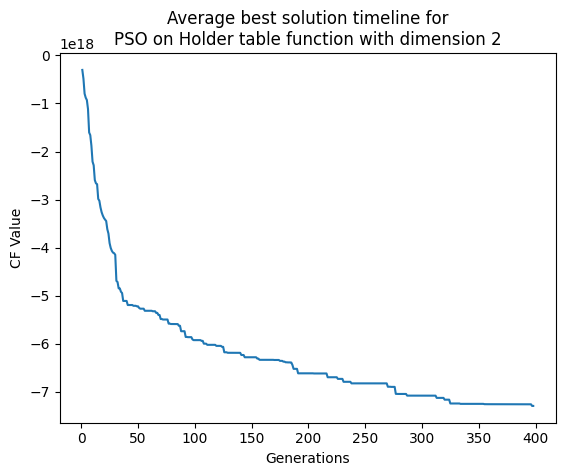 Average best solution timeline for
PSO on Holder table function with dimension 2
1e18
0
−1
−2
−3
−4
−5
−6
−7
CF Value
0 50 100 150 200 250 300 350 400
Generations